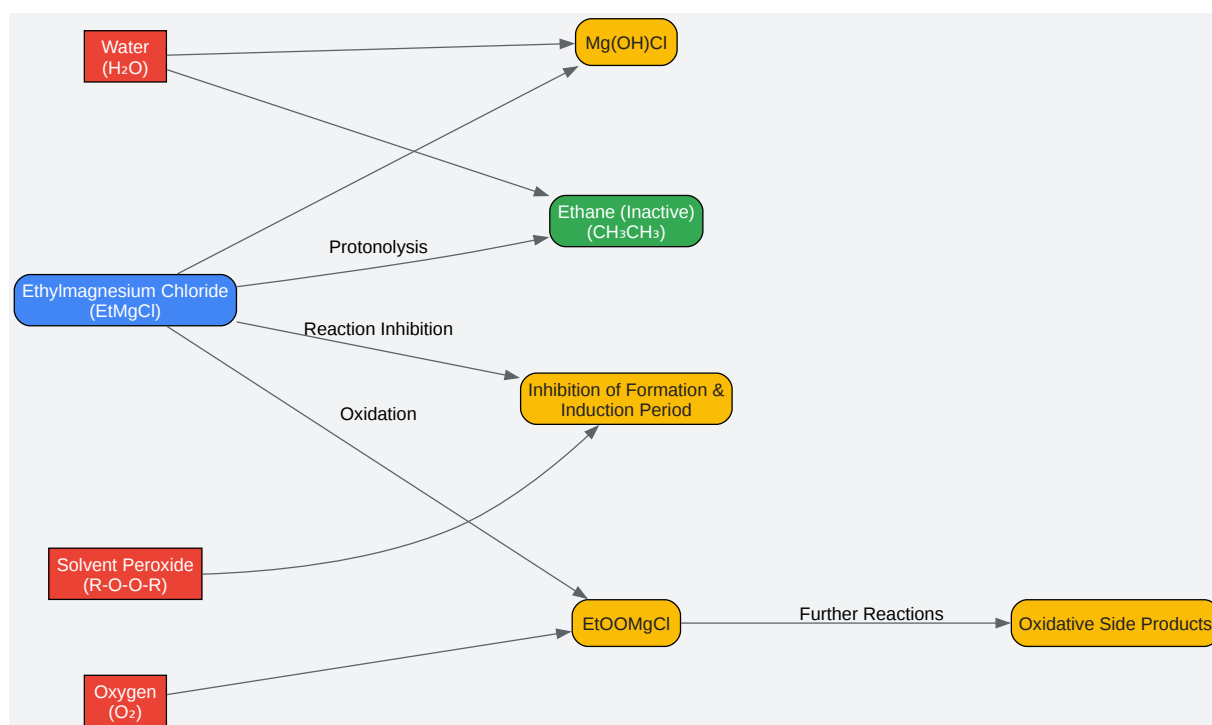 Water
(H₂O)
Mg(OH)Cl
Ethane (Inactive)
(CH₃CH₃)
Protonolysis
Ethylmagnesium Chloride
(EtMgCl)
Reaction Inhibition
Inhibition of Formation &
Induction Period
Oxidation
Solvent Peroxide
(R-O-O-R)
EtOOMgCl
Further Reactions
Oxidative Side Products
Oxygen
(O₂)